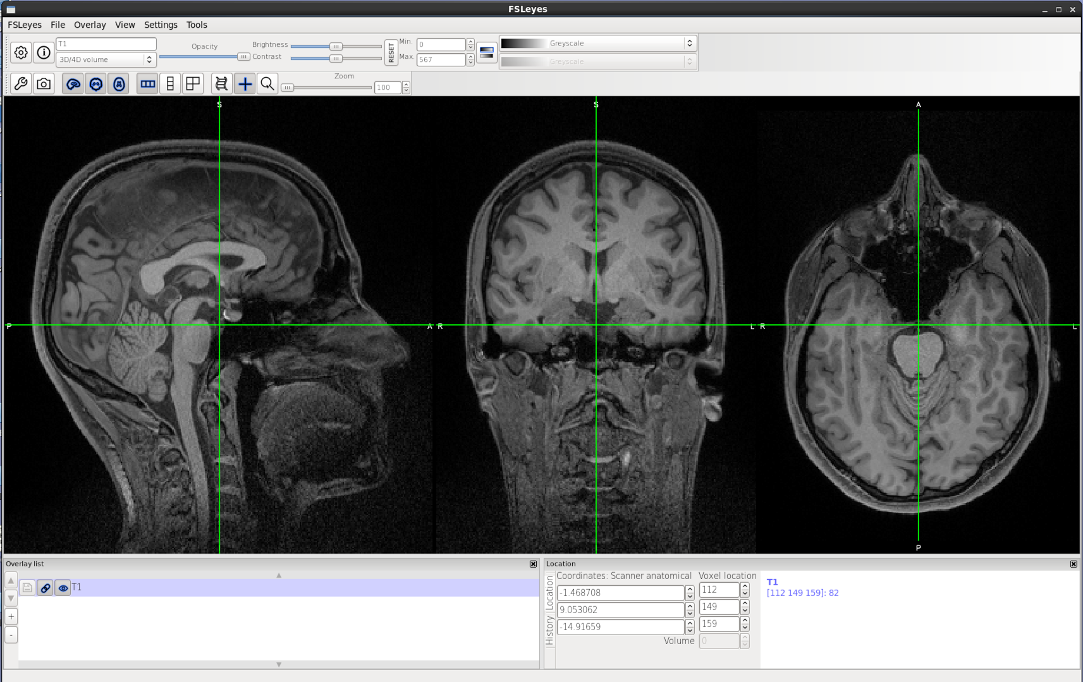 FSLeyes
FSLeyes File Overlay View Settings Tools
T1
3D/4D volume
Opacity
Brightness
Contrast
RESET
Min. 0
Max. 567
Greyscale
Greyscale
Zoom
100
S
P
A
S
R
L
A
R
L
P
Overlay list
T1
+
-
Location
Location
History
Coordinates: Scanner anatomical
-1.468708
9.053062
-14.91659
Voxel location
112
149
159
Volume 0
T1
[112 149 159]: 82